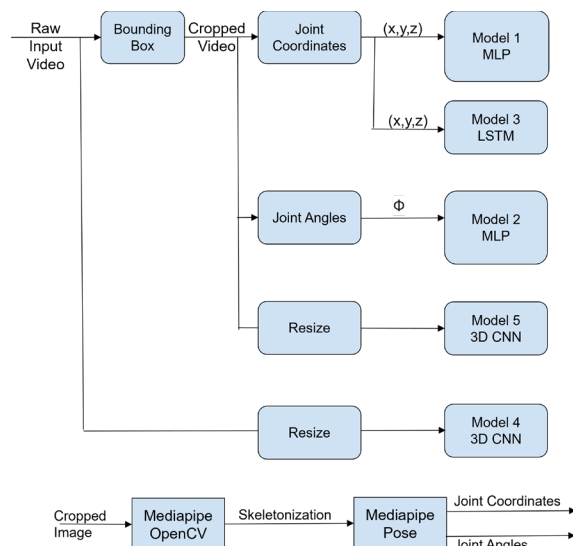 Raw
Input
Video
Bounding
Box
Cropped
Video
Joint
Coordinates
(x,y,z)
Model 1
MLP
(x,y,z)
Model 3
LSTM
Joint Angles
Φ
Model 2
MLP
Resize
Model 5
3D CNN
Resize
Model 4
3D CNN
Cropped
Image
Mediapipe
OpenCV
Skeletonization
Mediapipe
Pose
Joint Coordinates
Joint Angles